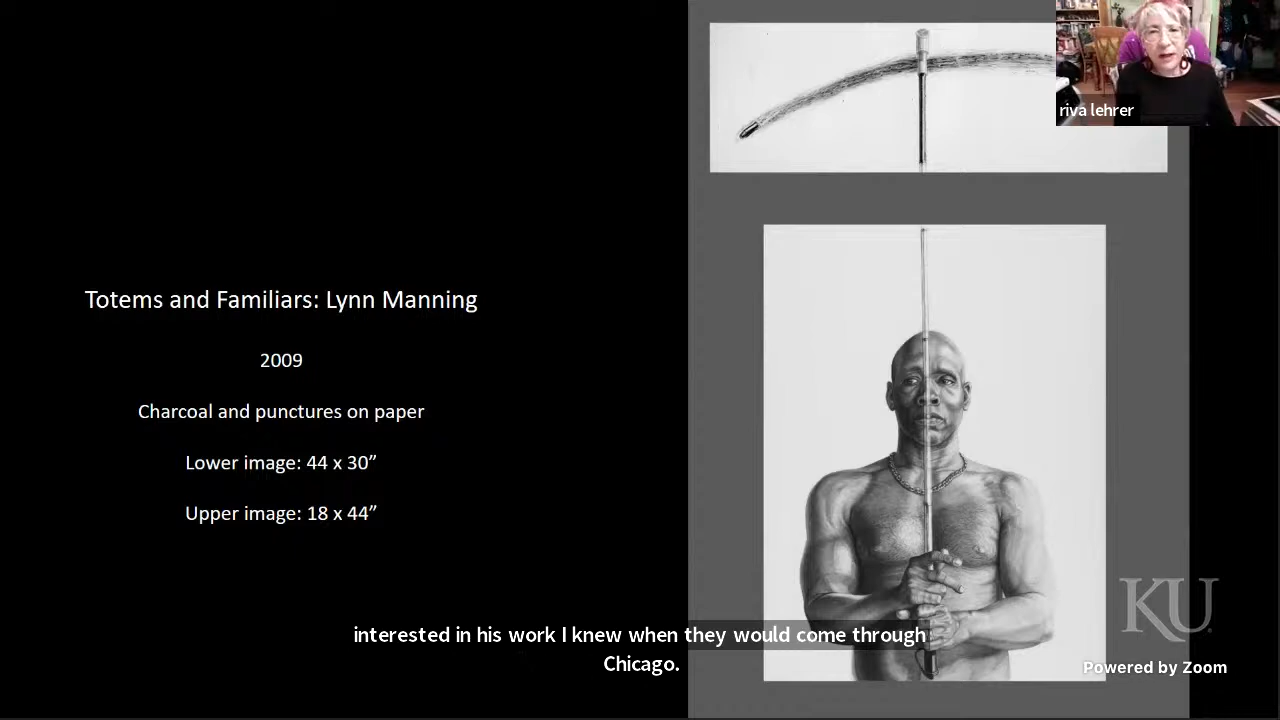 riva lehrer
Totems and Familiars: Lynn Manning
2009
Charcoal and punctures on paper
Lower image: 44 x 30”
Upper image: 18 x 44”
KU
interested in his work I knew when they would come through
Chicago.
Powered by Zoom